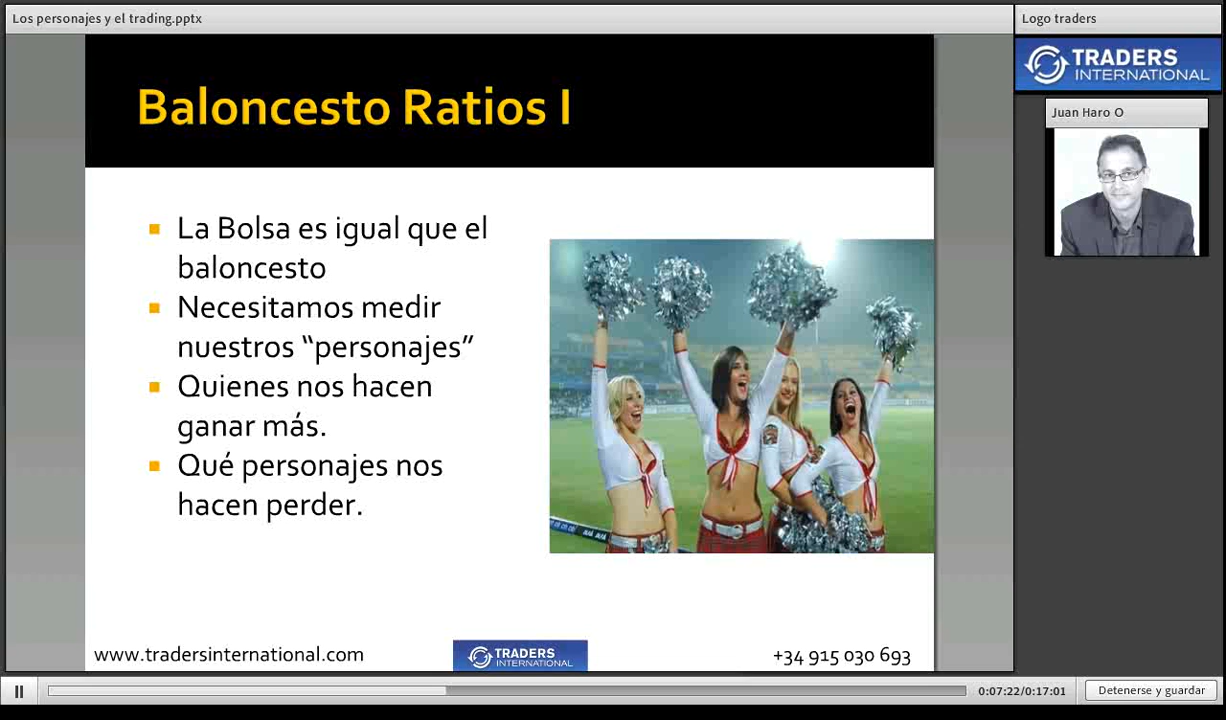 Los personajes y el trading.pptx
Logo traders
TRADERS
INTERNATIONAL
Juan Haro O
Baloncesto Ratios I
La Bolsa es igual que el
baloncesto
Necesitamos medir
nuestros “personajes”
Quienes nos hacen
ganar más.
Qué personajes nos
hacen perder.
www.tradersinternational.com
TRADERS
INTERNATIONAL
+34 915 030 693
0:07:22/0:17:01
Detenerse y guardar